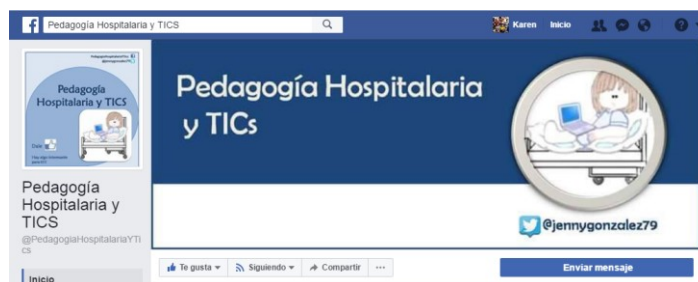 Pedagogía Hospitalaria y TICS
Karen Inicio
Pedagogía
Hospitalaria y TICS
Pedagogía Hospitalaria
y TICs
@jennygonzalez79
Pedagogía
Hospitalaria y
TICS
@PedagogiaHospitalariaYTI
cs
Te gusta Siguiendo Compartir ...
Enviar mensaje
Inicio